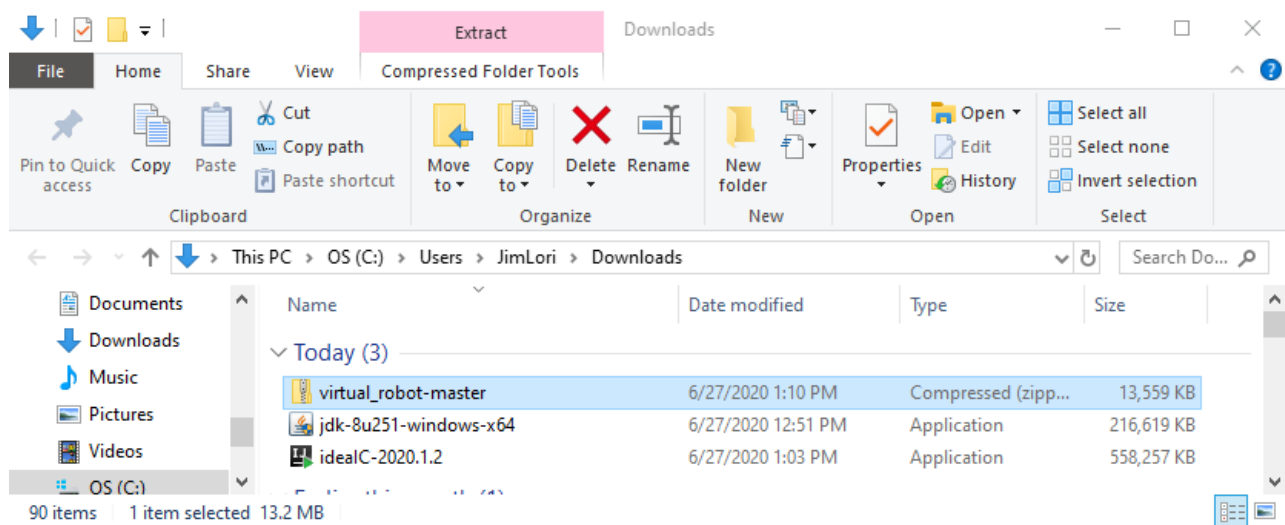 Extract Downloads
File Home Share View Compressed Folder Tools
Pin to Quick access Copy Paste
Cut
Copy path
Paste shortcut
Clipboard
Move to Copy to Delete Rename
Organize
New folder
New
Properties
Open
Edit
History
Open
Select all
Select none
Invert selection
Select
This PC > OS (C:) > Users > JimLori > Downloads Search Do...
Documents
Downloads
Music
Pictures
Videos
OS (C:)
Name Date modified Type Size
Today (3)
virtual_robot-master 6/27/2020 1:10 PM Compressed (zipp... 13,559 KB
jdk-8u251-windows-x64 6/27/2020 12:51 PM Application 216,619 KB
ideaIC-2020.1.2 6/27/2020 1:03 PM Application 558,257 KB
90 items 1 item selected 13.2 MB